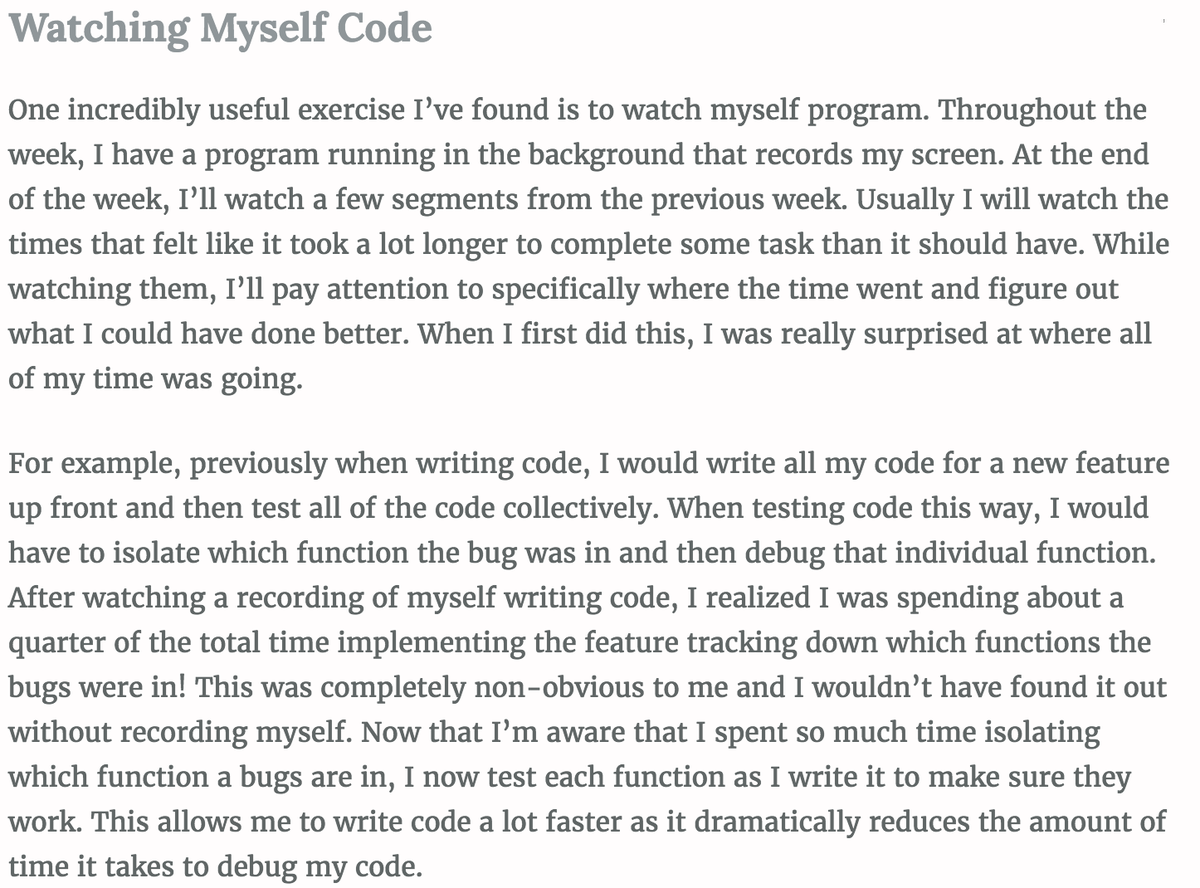 Watching Myself Code
One incredibly useful exercise I’ve found is to watch myself program. Throughout the
week, I have a program running in the background that records my screen. At the end
of the week, I’ll watch a few segments from the previous week. Usually I will watch the
times that felt like it took a lot longer to complete some task than it should have. While
watching them, I’ll pay attention to specifically where the time went and figure out
what I could have done better. When I first did this, I was really surprised at where all
of my time was going.
For example, previously when writing code, I would write all my code for a new feature
up front and then test all of the code collectively. When testing code this way, I would
have to isolate which function the bug was in and then debug that individual function.
After watching a recording of myself writing code, I realized I was spending about a
quarter of the total time implementing the feature tracking down which functions the
bugs were in! This was completely non-obvious to me and I wouldn’t have found it out
without recording myself. Now that I’m aware that I spent so much time isolating
which function a bugs are in, I now test each function as I write it to make sure they
work. This allows me to write code a lot faster as it dramatically reduces the amount of
time it takes to debug my code.